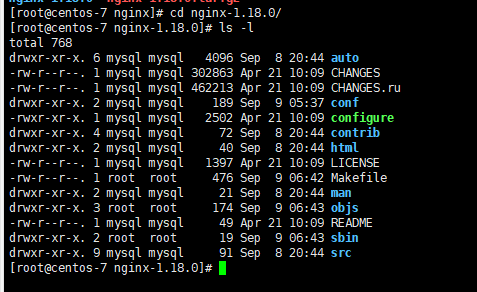 [root@centos-7 nginx]# cd nginx-1.18.0/
[root@centos-7 nginx-1.18.0]# ls -l
total 768
drwxr-xr-x. 6 mysql mysql   4096 Sep  8 20:44 auto
-rw-r--r--. 1 mysql mysql 302863 Apr 21 10:09 CHANGES
-rw-r--r--. 1 mysql mysql 462213 Apr 21 10:09 CHANGES.ru
drwxr-xr-x. 2 mysql mysql    189 Sep  9 05:37 conf
-rwxr-xr-x. 1 mysql mysql   2502 Apr 21 10:09 configure
drwxr-xr-x. 4 mysql mysql     72 Sep  8 20:44 contrib
drwxr-xr-x. 2 mysql mysql     40 Sep  8 20:44 html
-rw-r--r--. 1 mysql mysql   1397 Apr 21 10:09 LICENSE
-rw-r--r--. 1 root  root     476 Sep  9 06:42 Makefile
drwxr-xr-x. 2 mysql mysql     21 Sep  8 20:44 man
drwxr-xr-x. 3 root  root     174 Sep  9 06:43 objs
-rw-r--r--. 1 mysql mysql     49 Apr 21 10:09 README
drwxr-xr-x. 2 root  root      19 Sep  9 06:43 sbin
drwxr-xr-x. 9 mysql mysql     91 Sep  8 20:44 src
[root@centos-7 nginx-1.18.0]#